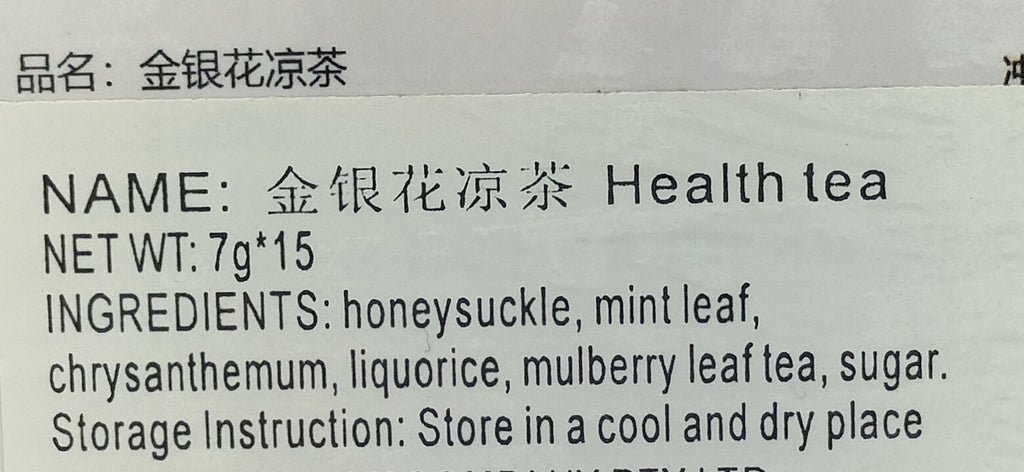 品名：金银花凉茶
冲
NAME: 金银花凉茶 Health tea
NET WT: 7g*15
INGREDIENTS: honeysuckle, mint leaf,
chrysanthemum, liquorice, mulberry leaf tea, sugar.
Storage Instruction: Store in a cool and dry place